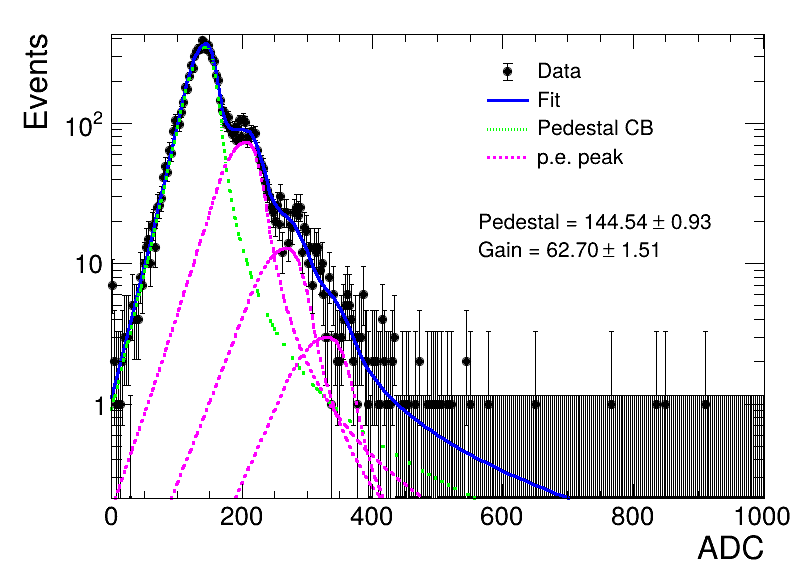 Events
Data
Fit
Pedestal CB
p.e. peak
Pedestal = 144.54 ± 0.93
Gain = 62.70 ± 1.51
10²
10
1
0 200 400 600 800 1000
ADC